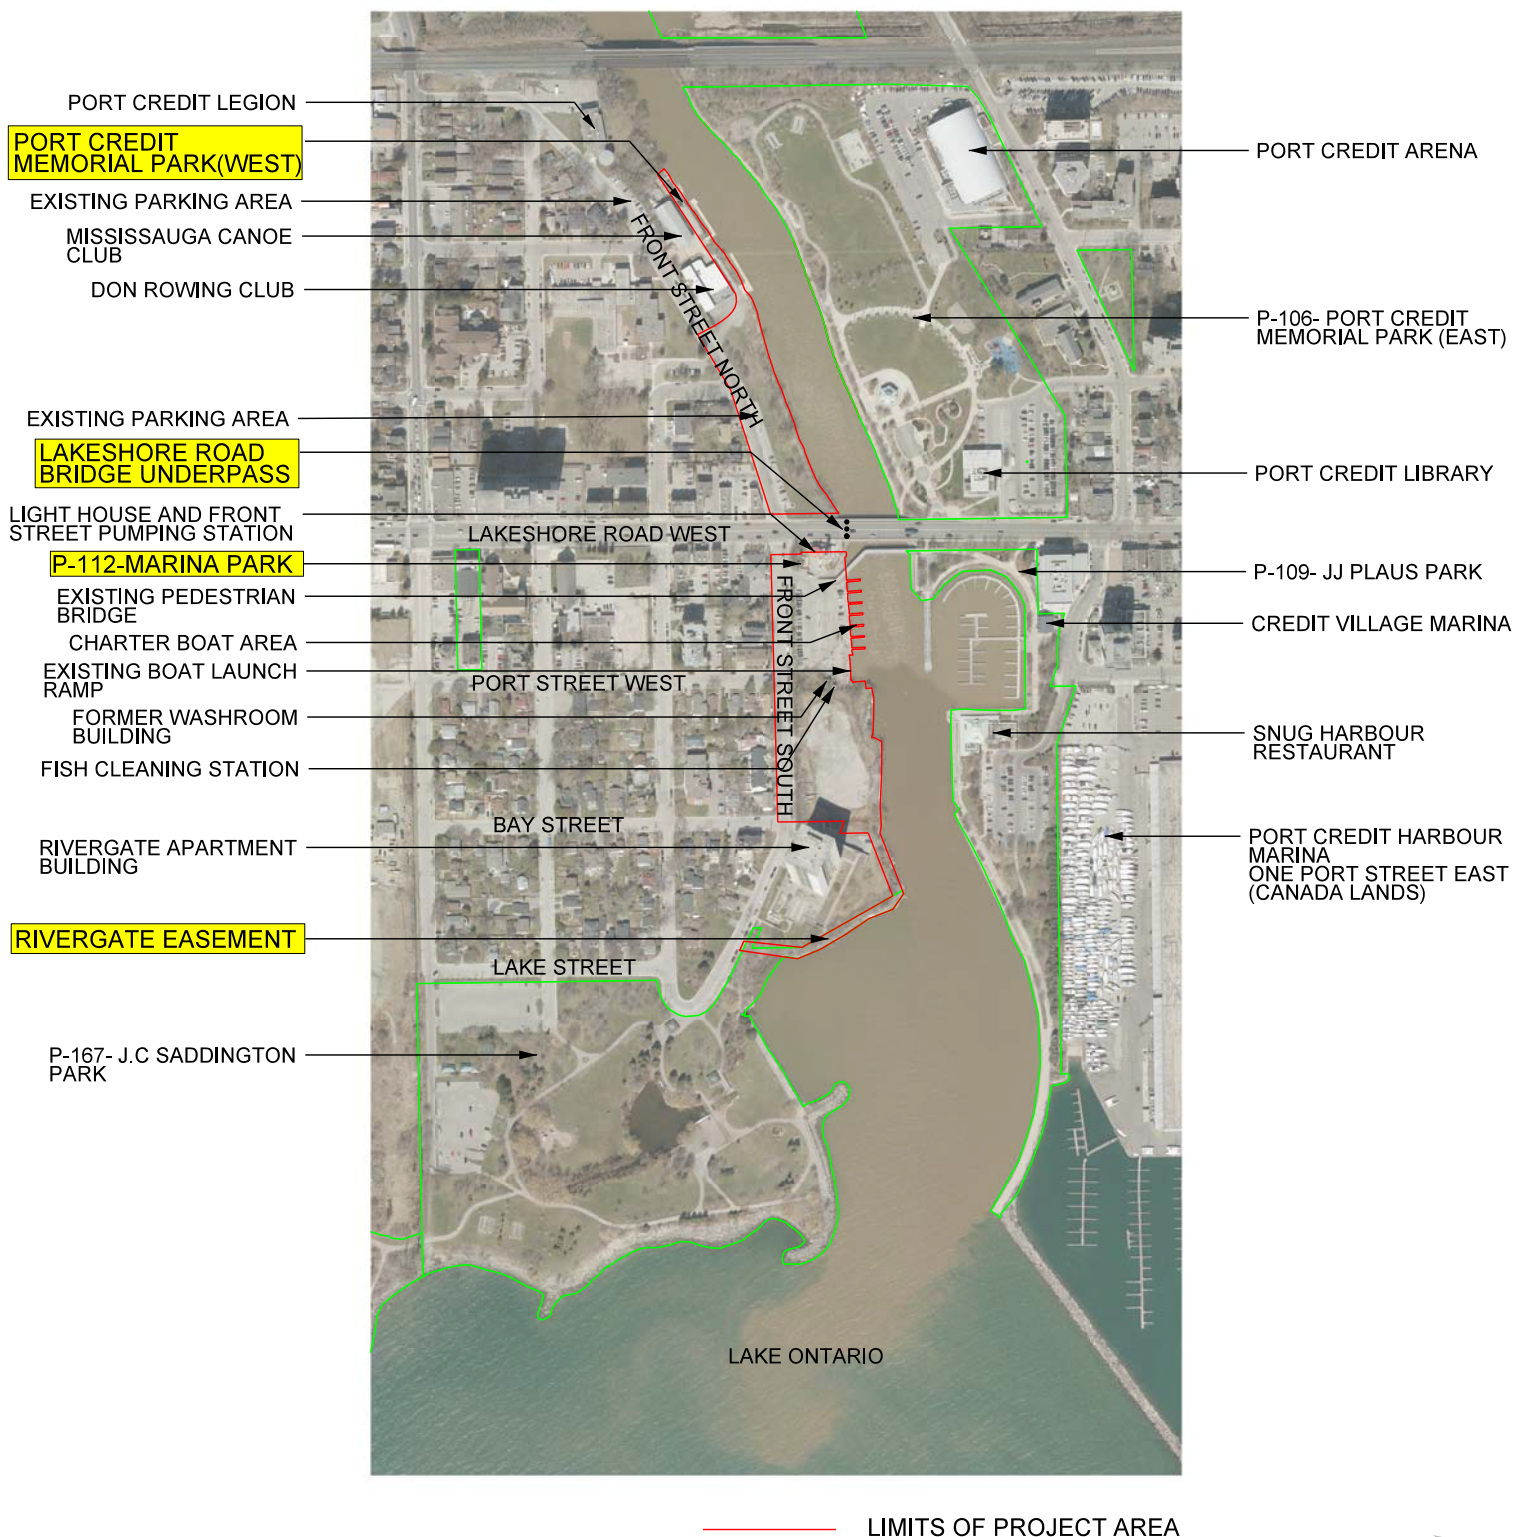 PORT CREDIT LEGION
PORT CREDIT
MEMORIAL PARK(WEST)
EXISTING PARKING AREA
MISSISSAUGA CANOE
CLUB
DON ROWING CLUB
EXISTING PARKING AREA
LAKESHORE ROAD
BRIDGE UNDERPASS
LIGHT HOUSE AND FRONT
STREET PUMPING STATION
P-112-MARINA PARK
EXISTING PEDESTRIAN
BRIDGE
CHARTER BOAT AREA
EXISTING BOAT LAUNCH
RAMP
FORMER WASHROOM
BUILDING
FISH CLEANING STATION
RIVERGATE APARTMENT
BUILDING
RIVERGATE EASEMENT
P-167- J.C SADDINGTON
PARK
FRONT STREET NORTH
LAKESHORE ROAD WEST
FRONT STREET SOUTH
PORT STREET WEST
BAY STREET
LAKE STREET
LAKE ONTARIO
PORT CREDIT ARENA
P-106- PORT CREDIT
MEMORIAL PARK (EAST)
PORT CREDIT LIBRARY
P-109- JJ PLAUS PARK
CREDIT VILLAGE MARINA
SNUG HARBOUR
RESTAURANT
PORT CREDIT HARBOUR
MARINA
ONE PORT STREET EAST
(CANADA LANDS)
LIMITS OF PROJECT AREA